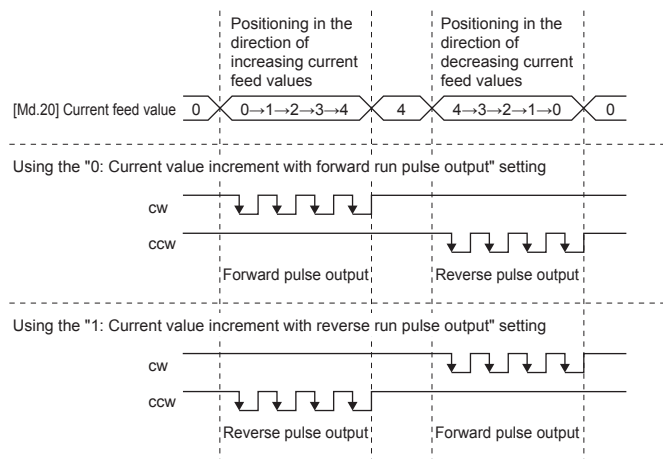 Positioning in the
direction of
increasing current
feed values
Positioning in the
direction of
decreasing current
feed values
[Md.20] Current feed value 0 0→1→2→3→4 4 4→3→2→1→0 0
Using the "0: Current value increment with forward run pulse output" setting
CW
CCW
Forward pulse output Reverse pulse output
Using the "1: Current value increment with reverse run pulse output" setting
CW
CCW
Reverse pulse output Forward pulse output